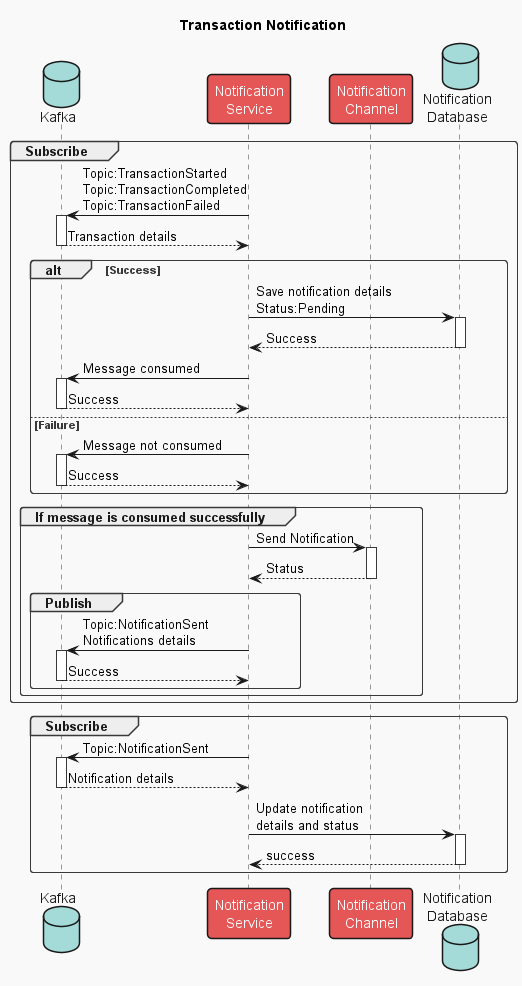 Transaction Notification
Kafka
Notification
Service
Notification
Channel
Notification
Database
Subscribe
Topic:TransactionStarted
Topic:TransactionCompleted
Topic:TransactionFailed
Transaction details
alt
[Success]
Save notification details
Status:Pending
Success
Message consumed
Success
[Failure]
Message not consumed
Success
If message is consumed successfully
Send Notification
Status
Publish
Topic:NotificationSent
Notifications details
Success
Subscribe
Topic:NotificationSent
Notification details
Update notification
details and status
success
Kafka
Notification
Service
Notification
Channel
Notification
Database